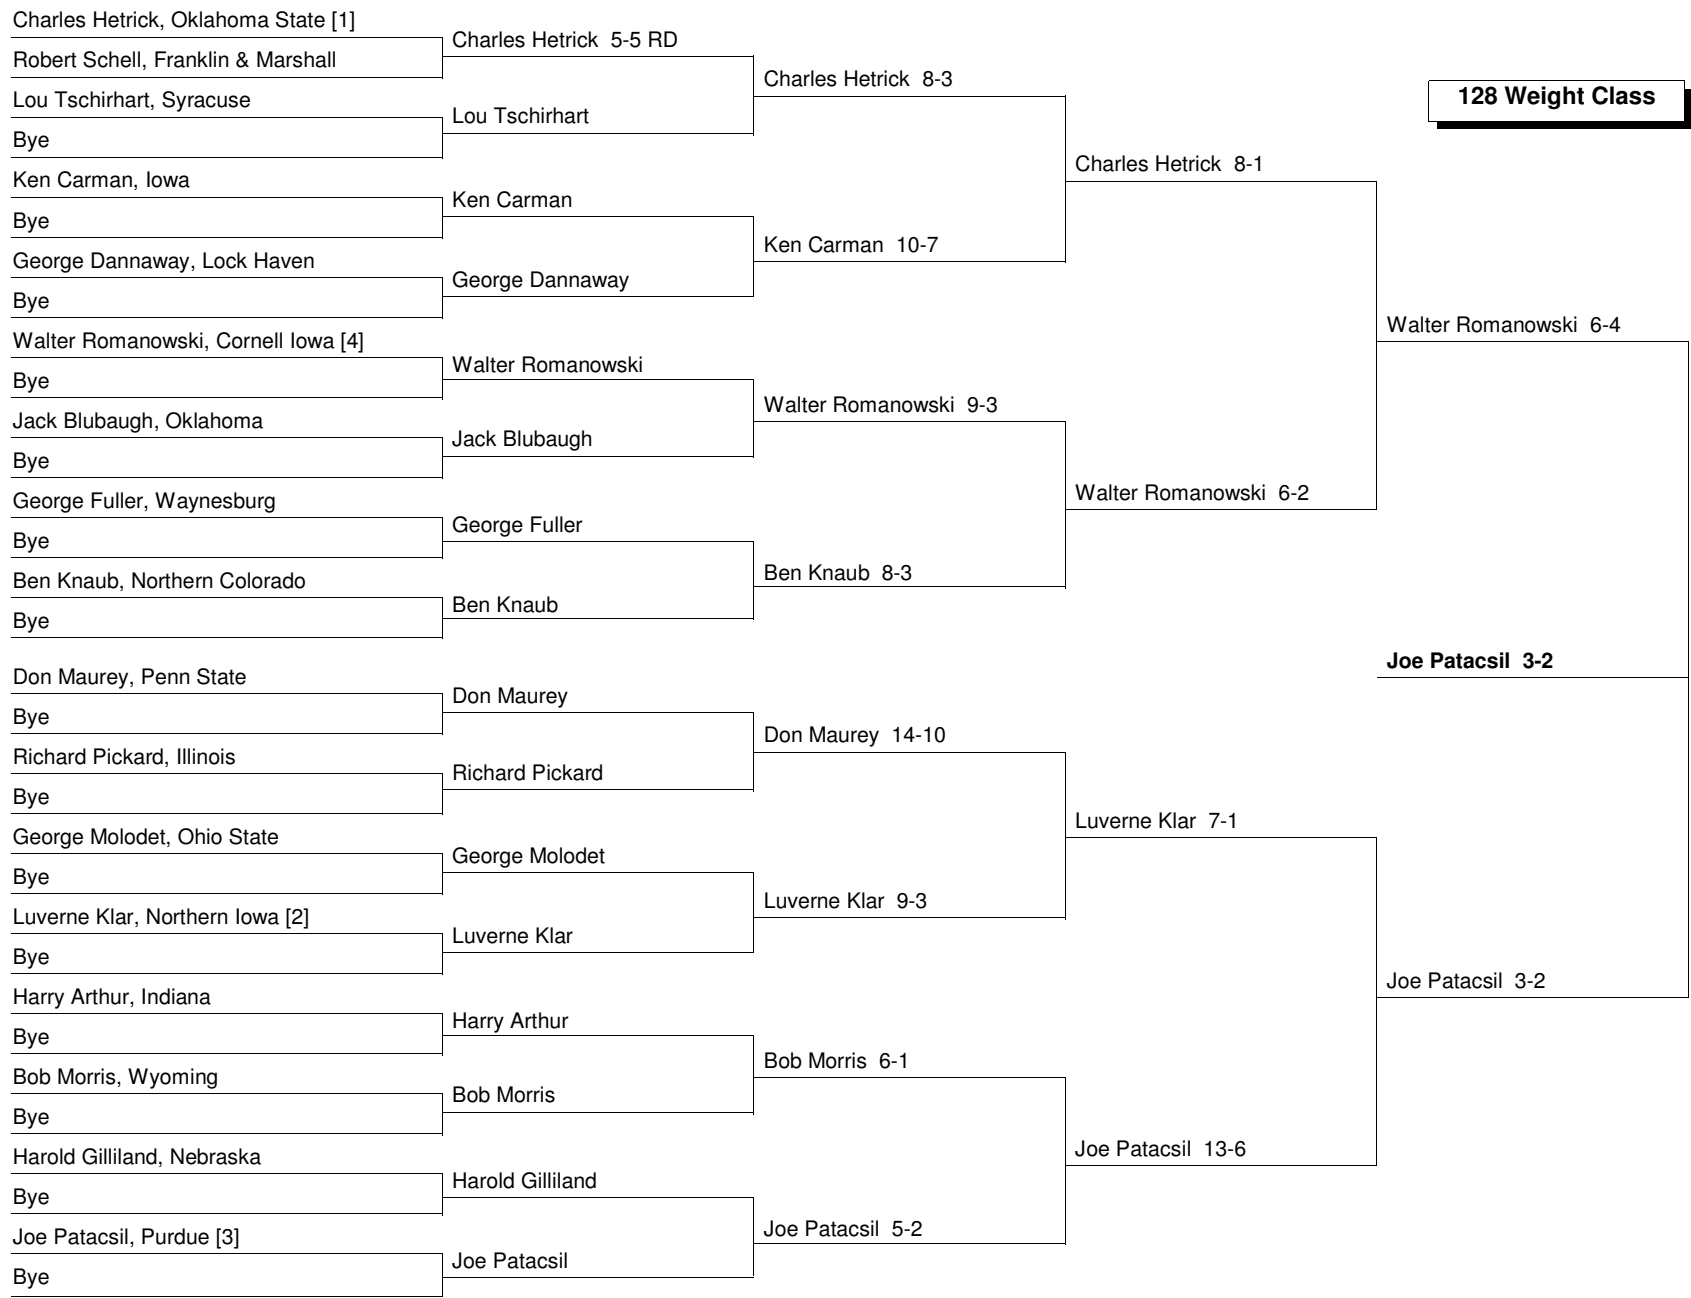 Charles Hetrick, Oklahoma State [1]
Robert Schell, Franklin & Marshall
Lou Tschirhart, Syracuse
Bye
Ken Carman, Iowa
Bye
George Dannaway, Lock Haven
Bye
Walter Romanowski, Cornell Iowa [4]
Bye
Jack Blubaugh, Oklahoma
Bye
George Fuller, Waynesburg
Bye
Ben Knaub, Northern Colorado
Bye
Don Maurey, Penn State
Bye
Richard Pickard, Illinois
Bye
George Molodet, Ohio State
Bye
Luverne Klar, Northern Iowa [2]
Bye
Harry Arthur, Indiana
Bye
Bob Morris, Wyoming
Bye
Harold Gilliland, Nebraska
Bye
Joe Patacsil, Purdue [3]
Bye
Charles Hetrick 5-5 RD
Lou Tschirhart
Ken Carman
George Dannaway
Walter Romanowski
Jack Blubaugh
George Fuller
Ben Knaub
Don Maurey
Richard Pickard
George Molodet
Luverne Klar
Harry Arthur
Bob Morris
Harold Gilliland
Joe Patacsil
Charles Hetrick 8-3
Ken Carman 10-7
Walter Romanowski 9-3
Ben Knaub 8-3
Don Maurey 14-10
Luverne Klar 9-3
Bob Morris 6-1
Joe Patacsil 5-2
Charles Hetrick 8-1
Walter Romanowski 6-2
Luverne Klar 7-1
Joe Patacsil 13-6
128 Weight Class
Walter Romanowski 6-4
Joe Patacsil 3-2
Joe Patacsil 3-2